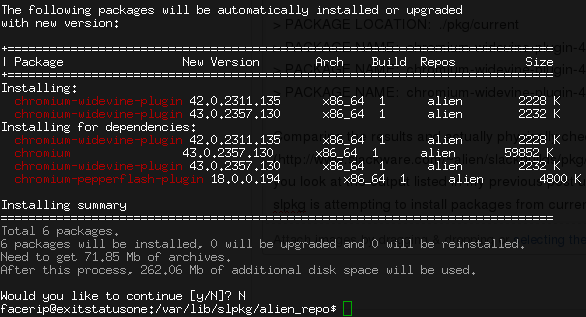 The following packages will be automatically installed or upgraded
with new version:
> PACKAGE LOCATION: ./pkg/current
+==============================================================================
| Package New Version Arch Build Repos Size
+==============================================================================
Installing:
chromium-widevine-plugin 42.0.2311.135 x86_64 1 alien 2228 K
chromium-widevine-plugin 43.0.2357.130 x86_64 1 alien 2232 K
Installing for dependencies:
chromium-widevine-plugin 42.0.2311.135 x86_64 1 alien 2228 K
chromium 43.0.2357.130 x86_64 1 alien 59852 K
chromium-widevine-plugin 43.0.2357.130 x86_64 1 alien 2232 K
chromium-pepperflash-plugin 18.0.0.194 x86_64 1 alien 4800 K
Installing summary
===============================================================================
Total 6 packages.
6 packages will be installed, 0 will be upgraded and 0 will be reinstalled.
Need to get 71.85 Mb of archives.
After this process, 262.06 Mb of additional disk space will be used.
Would you like to continue [y/N]? N
facerip@exitstatusone:/var/lib/slpkg/alien_repo$